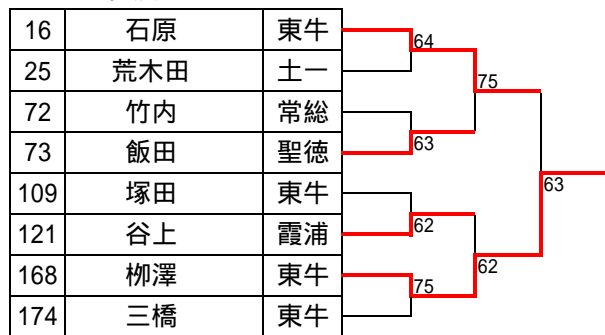 16 石原 東牛
64
25 荒木田 土一
75
72 竹内 常総
63
73 飯田 聖徳
63
109 塚田 東牛
62
121 谷上 霞浦
62
168 栁澤 東牛
75
174 三橋 東牛